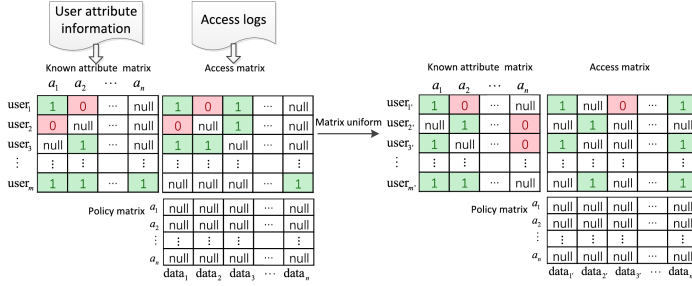 User attribute information
Access logs
Known attribute matrix
Access matrix
a1 a2 ⋯ an
user1 1 0 ⋯ null 1 0 1 ⋯ null
user2 0 null ⋯ null 0 null 1 ⋯ null
user3 null 1 ⋯ null 1 1 null ⋯ null
⋮ ⋮ ⋮ ⋯ ⋮ ⋮ ⋮ ⋮ ⋯ ⋮
userm 1 1 ⋯ 1 null null null ⋯ 1
Policy matrix
a1 null null null ⋯ null
a2 null null null ⋯ null
⋮ ⋮ ⋮ ⋮ ⋯ ⋮
an null null null ⋯ null
data1 data2 data3 ⋯ datan
Matrix uniform
Known attribute matrix
Access matrix
a1 a2 ⋯ an
user1' 1 0 ⋯ null 1 null 0 ⋯ 1
user2' null 1 ⋯ 0 null 1 null ⋯ null
user3' 1 null ⋯ 0 1 null null ⋯ 1
⋮ ⋮ ⋮ ⋯ ⋮ ⋮ ⋮ ⋮ ⋯ ⋮
userm' 1 1 ⋯ null null 1 null ⋯ 1
Policy matrix
a1 null null null ⋯ null
a2 null null null ⋯ null
⋮ ⋮ ⋮ ⋮ ⋯ ⋮
an null null null ⋯ null
data1' data2' data3' ⋯ datan